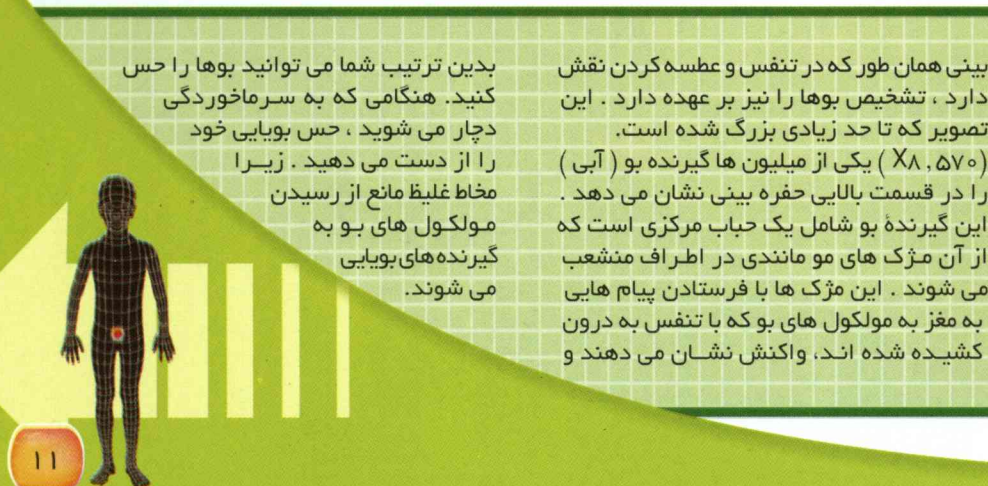 بینی همان طور که در تنفس و عطسه کردن نقش
دارد ، تشخیص بوها را نیز بر عهده دارد . این
تصویر که تا حد زیادی بزرگ شده است.
(X۸,۵۷۰) یکی از میلیون ها گیرنده بو ( آبی )
را در قسمت بالایی حفره بینی نشان می دهد .
این گیرندهٔ بو شامل یک حباب مرکزی است که
از آن مژک های مو مانندی در اطراف منشعب
می شوند . این مژک ها با فرستادن پیام هایی
به مغز به مولکول های بو که با تنفس به درون
کشیده شده اند، واکنش نشان می دهند و
بدین ترتیب شما می توانید بوها را حس
کنید. هنگامی که به سرماخوردگی
دچار می شوید ، حس بویایی خود
را از دست می دهید . زیرا
مخاط غلیظ مانع از رسیدن
مولکول های بو به
گیرنده های بویایی
می شوند.
۱۱